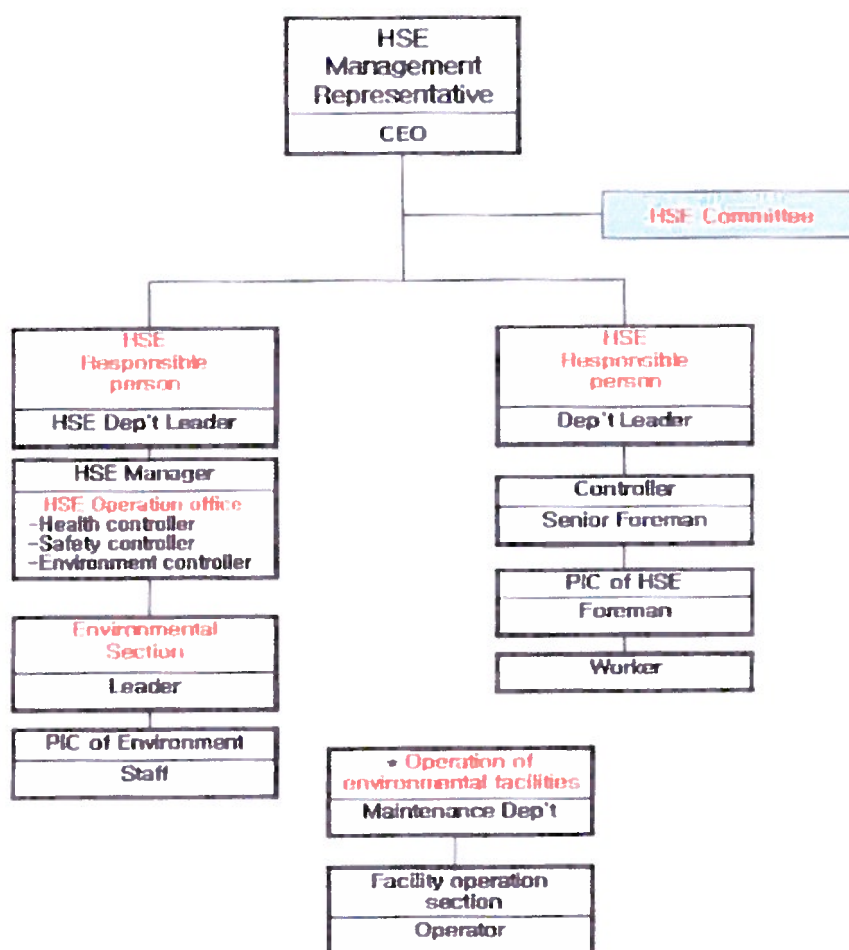 HSE
Management
Representative
CEO
HSE Committee
HSE
Responsible
person
HSE Dep't Leader
HSE Manager
HSE Operation office
-Health controller
-Safety controller
-Environment controller
Environmental
Section
Leader
PIC of Environment
Staff
HSE
Responsible
person
Dep't Leader
Controller
Senior Foreman
PIC of HSE
Foreman
Worker
* Operation of
environmental facilities
Maintenance Dep't
Facility operation
section
Operator